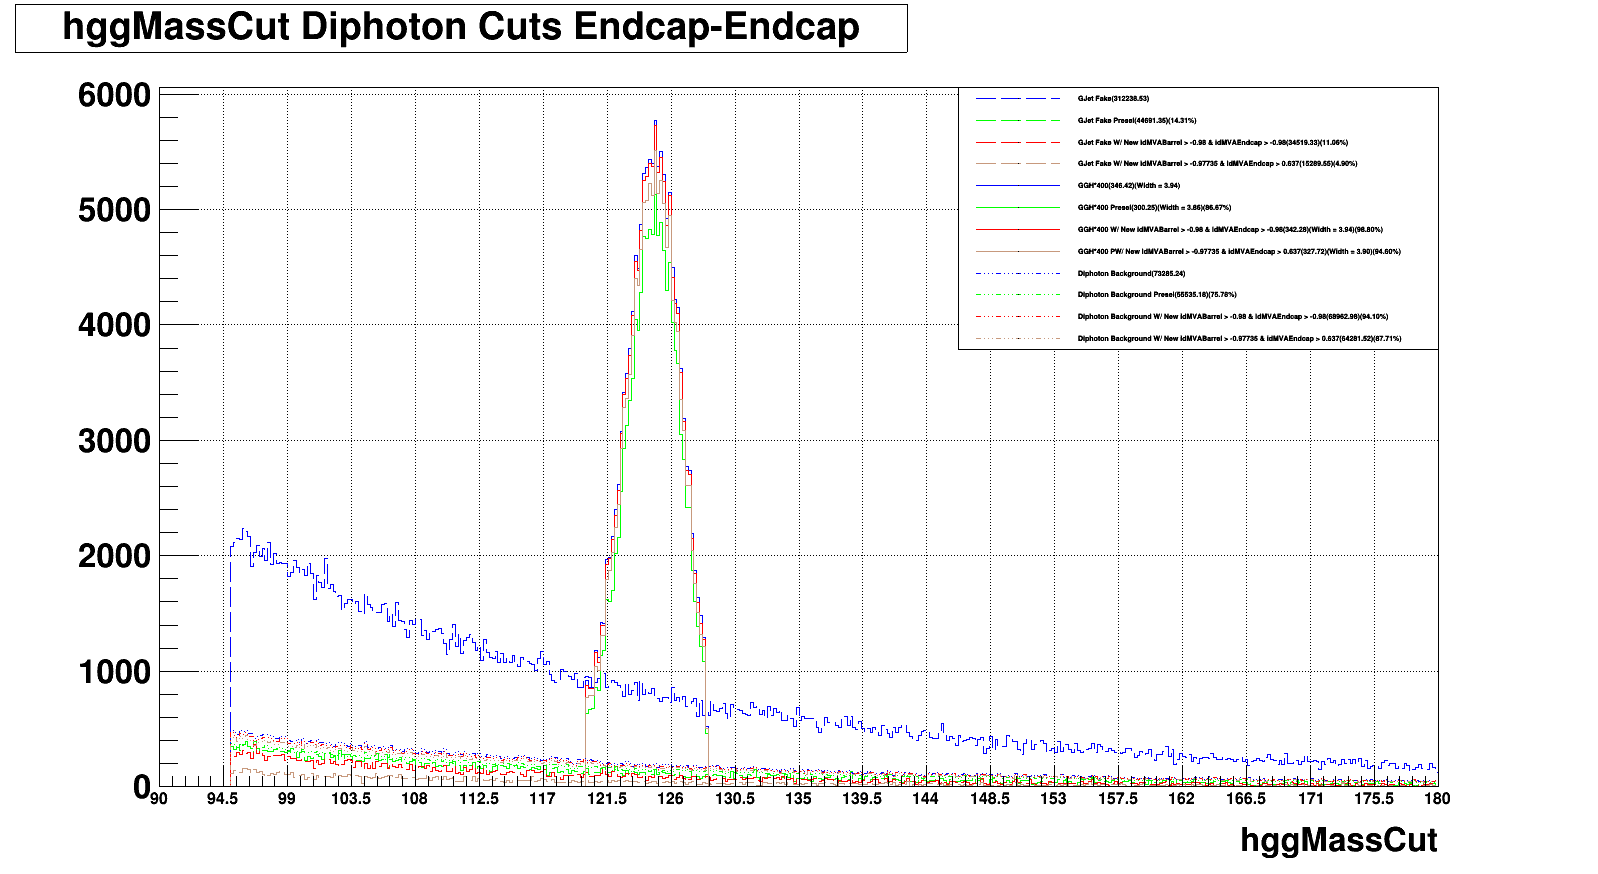 hggMassCut Diphoton Cuts Endcap-Endcap
6000
5000
4000
3000
2000
1000
0
GJet Fake(312238.53)
GJet Fake Presel(44691.35)(14.31%)
GJet Fake W/ New idMVABarrel > -0.98 & idMVAEndcap > -0.98(34519.33)(11.06%)
GJet Fake W/ New idMVABarrel > -0.97735 & idMVAEndcap > 0.637(15289.55)(4.90%)
GGH*400(346.42)(Width = 3.94)
GGH*400 Presel(300.25)(Width = 3.86)(86.67%)
GGH*400 W/ New idMVABarrel > -0.98 & idMVAEndcap > -0.98(342.28)(Width = 3.94)(98.80%)
GGH*400 PW/ New idMVABarrel > -0.97735 & idMVAEndcap > 0.637(327.72)(Width = 3.90)(94.60%)
Diphoton Background(73285.24)
Diphoton Background Presel(55535.18)(75.78%)
Diphoton Background W/ New idMVABarrel > -0.98 & idMVAEndcap > -0.98(68962.98)(94.10%)
Diphoton Background W/ New idMVABarrel > -0.97735 & idMVAEndcap > 0.637(64281.52)(87.71%)
90 94.5 99 103.5 108 112.5 117 121.5 126 130.5 135 139.5 144 148.5 153 157.5 162 166.5 171 175.5 180
hggMassCut